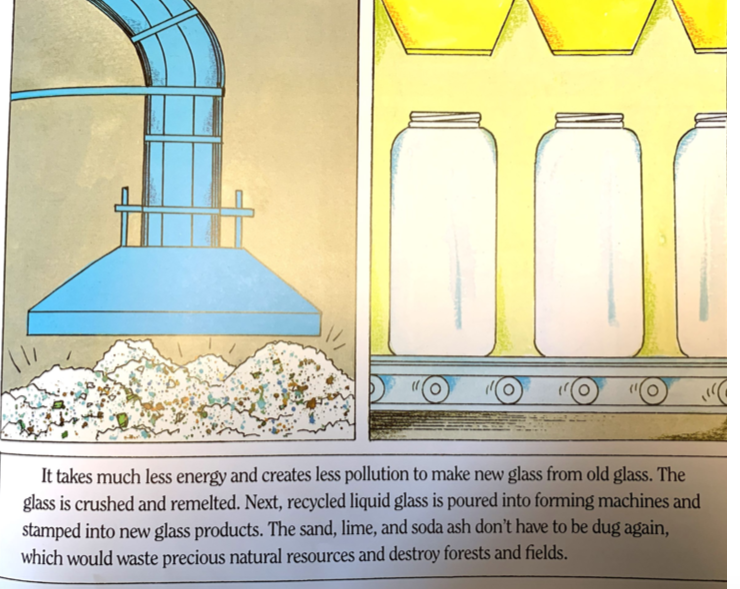 It takes much less energy and creates less pollution to make new glass from old glass. The
glass is crushed and remelted. Next, recycled liquid glass is poured into forming machines and
stamped into new glass products. The sand, lime, and soda ash don't have to be dug again,
which would waste precious natural resources and destroy forests and fields.